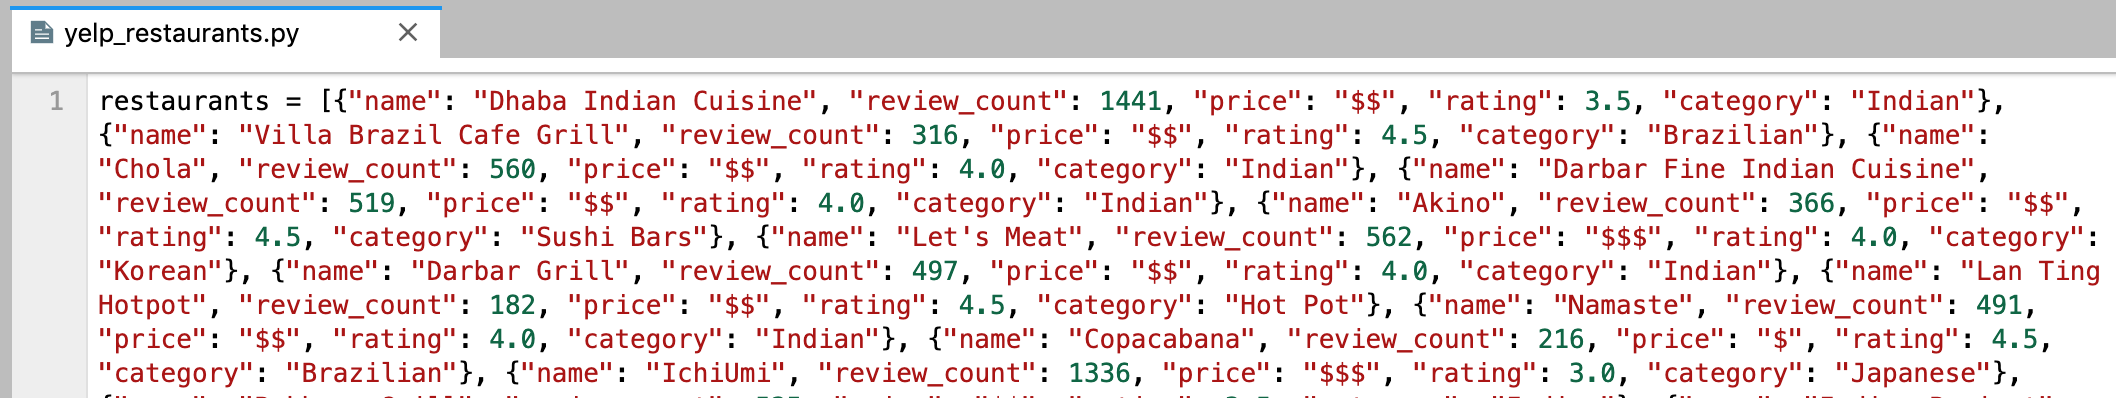 yelp_restaurants.py
1 restaurants = [{"name": "Dhaba Indian Cuisine", "review_count": 1441, "price": "$$", "rating": 3.5, "category": "Indian"},
{"name": "Villa Brazil Cafe Grill", "review_count": 316, "price": "$$", "rating": 4.5, "category": "Brazilian"}, {"name":
"Chola", "review_count": 560, "price": "$$", "rating": 4.0, "category": "Indian"}, {"name": "Darbar Fine Indian Cuisine",
"review_count": 519, "price": "$$", "rating": 4.0, "category": "Indian"}, {"name": "Akino", "review_count": 366, "price": "$$",
"rating": 4.5, "category": "Sushi Bars"}, {"name": "Let's Meat", "review_count": 562, "price": "$$$", "rating": 4.0, "category":
"Korean"}, {"name": "Darbar Grill", "review_count": 497, "price": "$$", "rating": 4.0, "category": "Indian"}, {"name": "Lan Ting
Hotpot", "review_count": 182, "price": "$$", "rating": 4.5, "category": "Hot Pot"}, {"name": "Namaste", "review_count": 491,
"price": "$$", "rating": 4.0, "category": "Indian"}, {"name": "Copacabana", "review_count": 216, "price": "$", "rating": 4.5,
"category": "Brazilian"}, {"name": "IchiUmi", "review_count": 1336, "price": "$$$", "rating": 3.0, "category": "Japanese"},